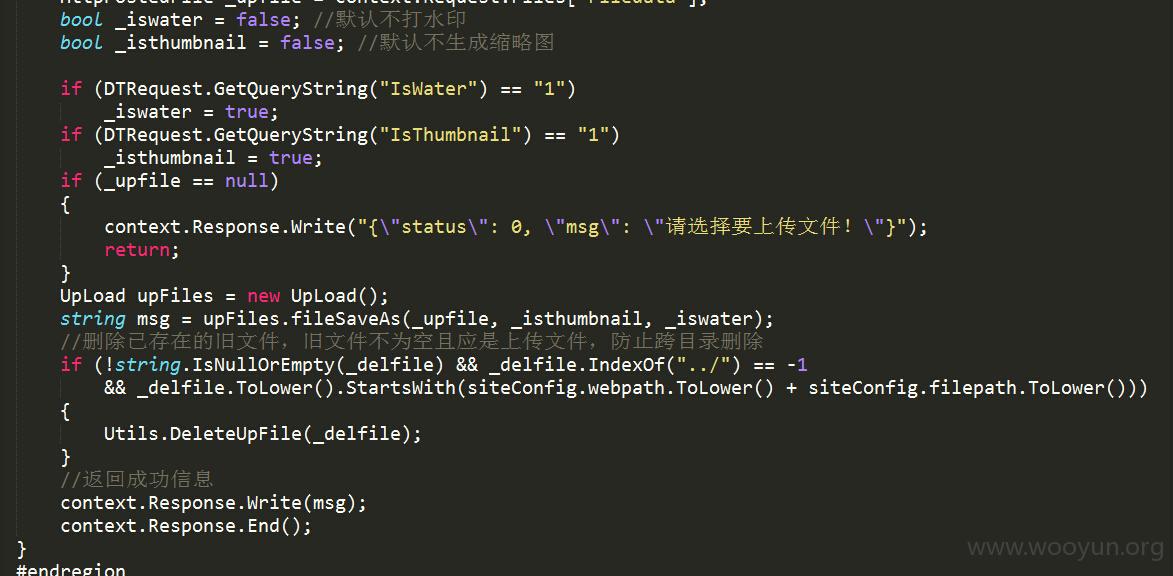 HttpPostedFile _upfile = context.Request.Files["Filedata"];
bool _iswater = false; //默认不打水印
bool _isthumbnail = false; //默认不生成缩略图
if (DTRequest.GetQueryString("IsWater") == "1")
_iswater = true;
if (DTRequest.GetQueryString("IsThumbnail") == "1")
_isthumbnail = true;
if (_upfile == null)
{
context.Response.Write("{\"status\": 0, \"msg\": \"请选择要上传文件！\"}");
return;
}
UpLoad upFiles = new UpLoad();
string msg = upFiles.fileSaveAs(_upfile, _isthumbnail, _iswater);
//删除已存在的旧文件，旧文件不为空且应是上传文件，防止跨目录删除
if (!string.IsNullOrEmpty(_delfile) && _delfile.IndexOf("../") == -1
&& _delfile.ToLower().StartsWith(siteConfig.webpath.ToLower() + siteConfig.filepath.ToLower()))
{
Utils.DeleteUpFile(_delfile);
}
//返回成功信息
context.Response.Write(msg);
context.Response.End();
}
#endregion
www.wooyun.org